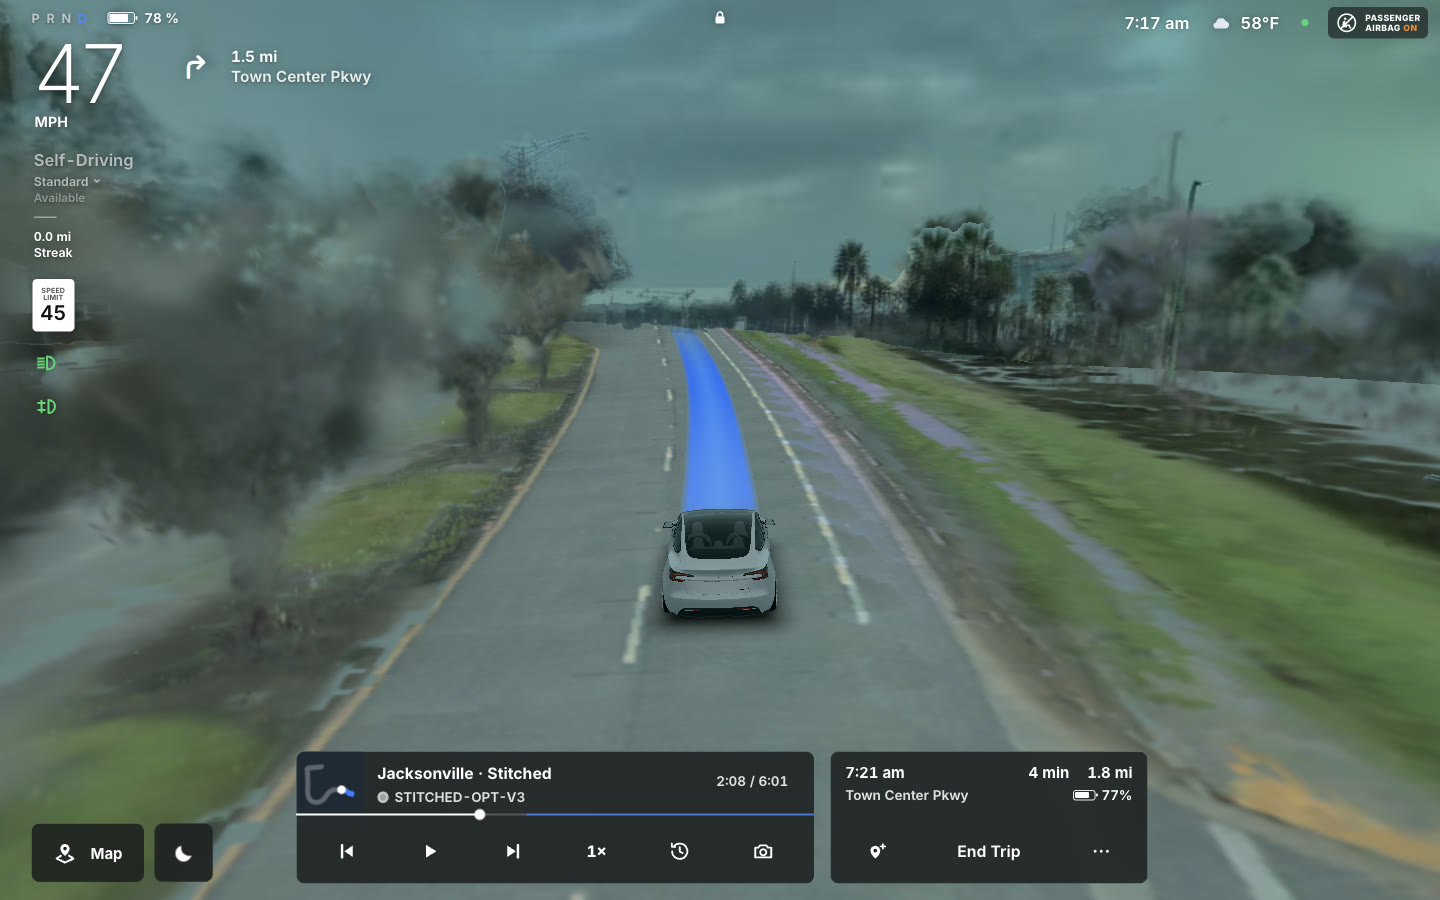 P R N D 78 %
47
MPH
1.5 mi
Town Center Pkwy
7:17 am 58°F
PASSENGER
AIRBAG ON
Self-Driving
Standard
Available
0.0 mi
Streak
SPEED
LIMIT
45
Jacksonville · Stitched
STITCHED-OPT-V3
2:08 / 6:01
1×
7:21 am 4 min 1.8 mi
Town Center Pkwy 77%
End Trip
Map